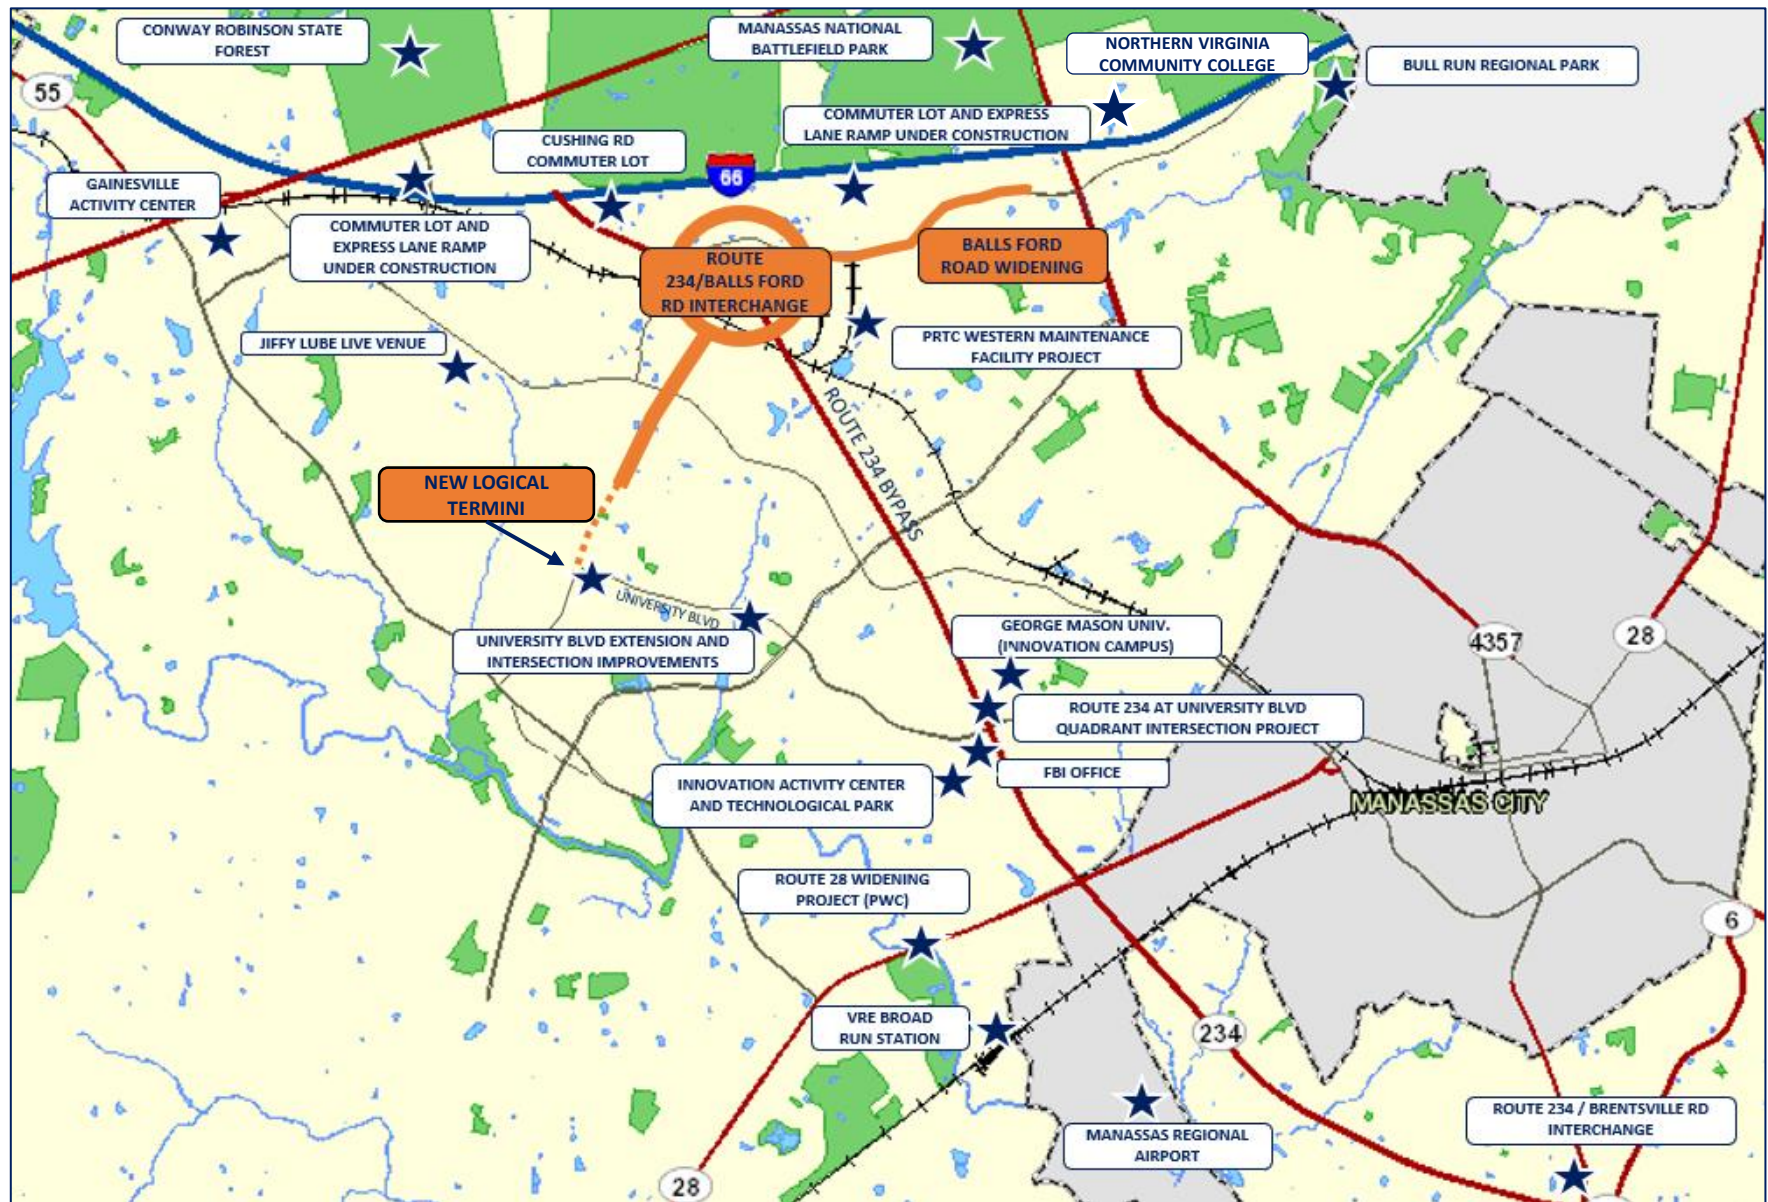 CONWAY ROBINSON STATE
FOREST
MANASSAS NATIONAL
BATTLEFIELD PARK
NORTHERN VIRGINIA
COMMUNITY COLLEGE
BULL RUN REGIONAL PARK
55
COMMUTER LOT AND EXPRESS
LANE RAMP UNDER CONSTRUCTION
CUSHING RD
COMMUTER LOT
66
GAINESVILLE
ACTIVITY CENTER
COMMUTER LOT AND
EXPRESS LANE RAMP
UNDER CONSTRUCTION
ROUTE
234/BALLS FORD
RD INTERCHANGE
BALLS FORD
ROAD WIDENING
JIFFY LUBE LIVE VENUE
PRTC WESTERN MAINTENANCE
FACILITY PROJECT
ROUTE 234 BYPASS
NEW LOGICAL
TERMINI
UNIVERSITY BLVD
UNIVERSITY BLVD EXTENSION AND
INTERSECTION IMPROVEMENTS
GEORGE MASON UNIV.
(INNOVATION CAMPUS)
4357
28
ROUTE 234 AT UNIVERSITY BLVD
QUADRANT INTERSECTION PROJECT
FBI OFFICE
INNOVATION ACTIVITY CENTER
AND TECHNOLOGICAL PARK
MANASSAS CITY
ROUTE 28 WIDENING
PROJECT (PWC)
6
VRE BROAD
RUN STATION
234
MANASSAS REGIONAL
AIRPORT
ROUTE 234 / BRENTSVILLE RD
INTERCHANGE
28